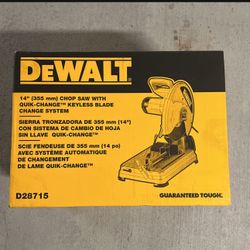 DEWALT
14" (355 mm) CHOP SAW WITH
QUIK-CHANGE™ KEYLESS BLADE
CHANGE SYSTEM
SIERRA TRONZADORA DE 355 mm (14")
CON SISTEMA DE CAMBIO DE HOJA
SIN LLAVE QUIK-CHANGE™
SCIE FENDEUSE DE 355 mm (14 po)
AVEC SYSTÈME AUTOMATIQUE
DE CHANGEMENT
DE LAME QUIK-CHANGE™
D28715
GUARANTEED TOUGH.